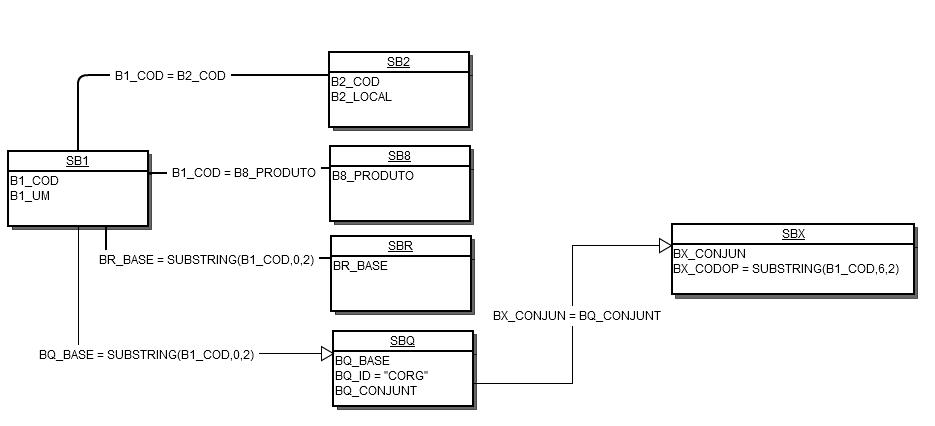 SB2
B1_COD = B2_COD
B2_COD
B2_LOCAL
SB1
B1_COD
B1_UM
SB8
B1_COD = B8_PRODUTO
B8_PRODUTO
SBR
BR_BASE = SUBSTRING(B1_COD,0,2)
BR_BASE
SBX
BX_CONJUN
BX_CODOP = SUBSTRING(B1_COD,6,2)
BX_CONJUN = BQ_CONJUNT
SBQ
BQ_BASE = SUBSTRING(B1_COD,0,2)
BQ_BASE
BQ_ID = "CORG"
BQ_CONJUNT